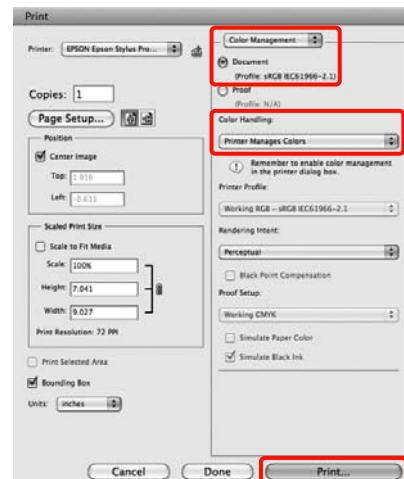 Print
Printer: EPSON Epson Stylus Pro...
Copies: 1
Page Setup...
Position
Center Image
Top: 1.016
Left: -0.631
Scaled Print Size
Scale to Fit Media
Scale: 100%
Height: 7.041
Width: 9.027
Print Resolution: 72 PPI
Print Selected Area
Bounding Box
Units: inches
Color Management
Document
(Profile: sRGB IEC61966-2.1)
Proof
(Profile: N/A)
Color Handling:
Printer Manages Colors
Remember to enable color management
in the printer dialog box.
Printer Profile:
Working RGB - sRGB IEC61966-2.1
Rendering Intent:
Perceptual
Black Point Compensation
Proof Setup:
Working CMYK
Simulate Paper Color
Simulate Black Ink
Cancel
Done
Print...